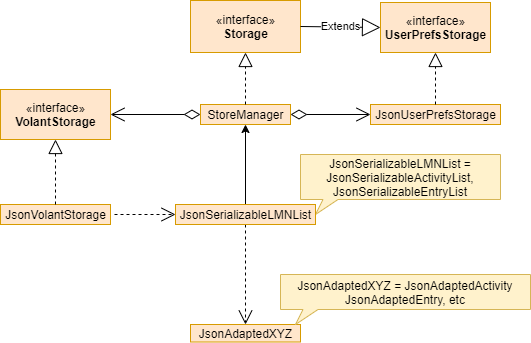 «interface»
Storage
Extends
«interface»
UserPrefsStorage
«interface»
VolantStorage
StoreManager
JsonUserPrefsStorage
JsonSerializableLMNList =
JsonSerializableActivityList,
JsonSerializableEntryList
JsonVolantStorage
JsonSerializableLMNList
JsonAdaptedXYZ = JsonAdaptedActivity
JsonAdaptedEntry, etc
JsonAdaptedXYZ